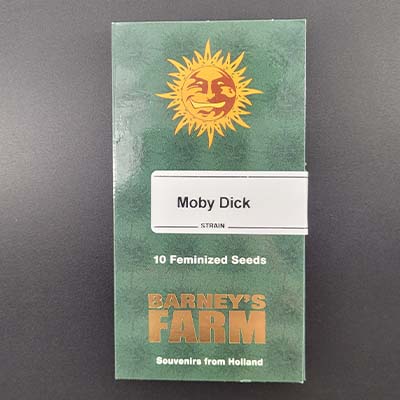 Moby Dick
STRAIN
10 Feminized Seeds
BARNEY'S
FARM
Souvenirs from Holland